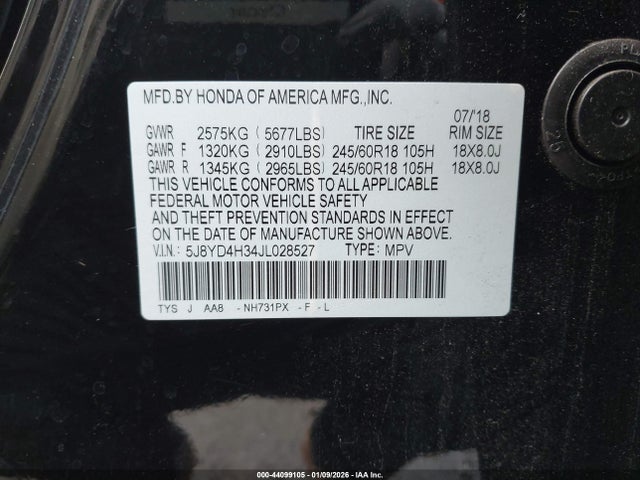 MFD.BY HONDA OF AMERICA MFG.,INC.
07/'18
GVWR 2575KG ( 5677LBS) TIRE SIZE RIM SIZE
GAWR F 1320KG ( 2910LBS) 245/60R18 105H 18X8.0J
GAWR R 1345KG ( 2965LBS) 245/60R18 105H 18X8.0J
THIS VEHICLE CONFORMS TO ALL APPLICABLE
FEDERAL MOTOR VEHICLE SAFETY
AND THEFT PREVENTION STANDARDS IN EFFECT
ON THE DATE OF MANUFACTURE SHOWN ABOVE.
V.I.N.: 5J8YD4H34JL028527 TYPE: MPV
TYS J AA8 - NH731PX - F - L
000-44099105 | 01/09/2026 | IAA Inc.